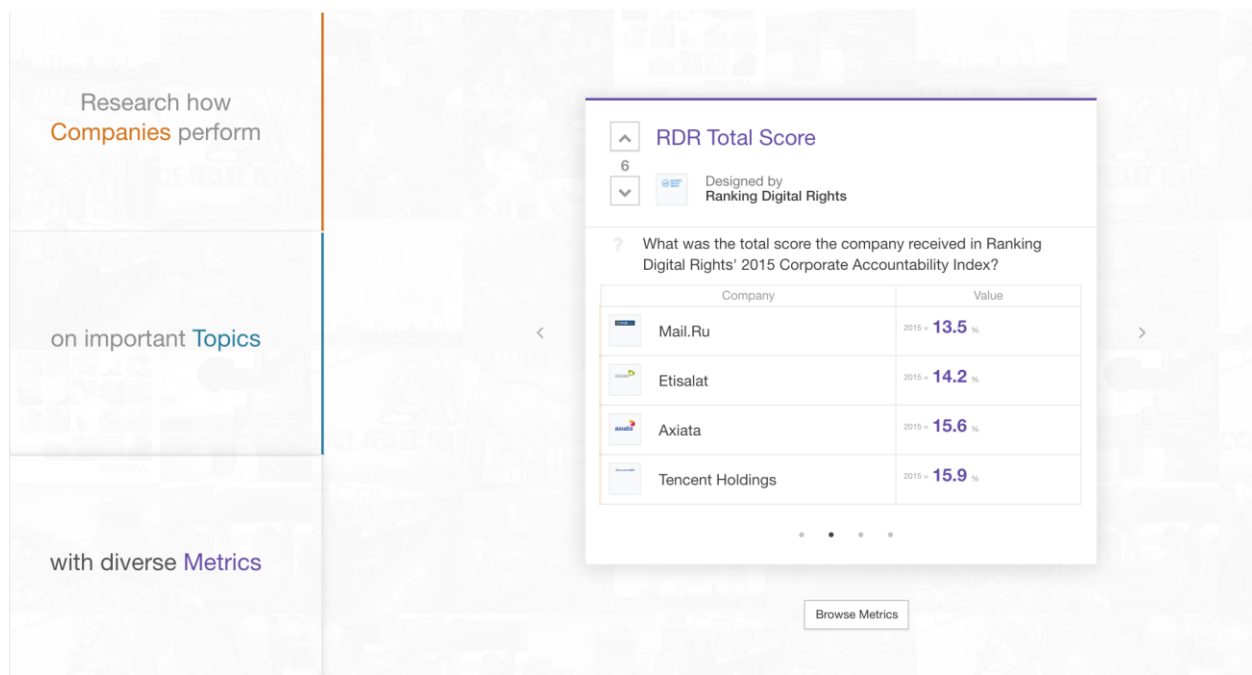 Research how
Companies perform
on important Topics
with diverse Metrics
RDR Total Score
6
Designed by
Ranking Digital Rights
? What was the total score the company received in Ranking
Digital Rights' 2015 Corporate Accountability Index?
Company Value
Mail.Ru 2015 = 13.5 %
Etisalat 2015 = 14.2 %
axiata Axiata 2015 = 15.6 %
Tencent Holdings 2015 = 15.9 %
Browse Metrics